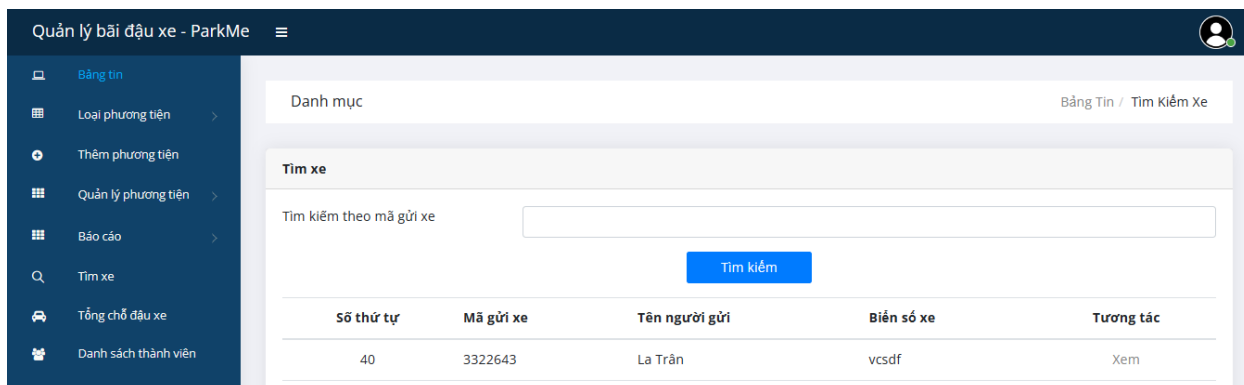 Quản lý bãi đậu xe - ParkMe
Bảng tin
Loại phương tiện
Thêm phương tiện
Quản lý phương tiện
Báo cáo
Tìm xe
Tổng chỗ đậu xe
Danh sách thành viên
Danh mục
Bảng Tin / Tìm Kiếm Xe
Tìm xe
Tìm kiếm theo mã gửi xe
Tìm kiếm
Số thứ tự Mã gửi xe Tên người gửi Biển số xe Tương tác
40 3322643 La Trân vcsdf Xem